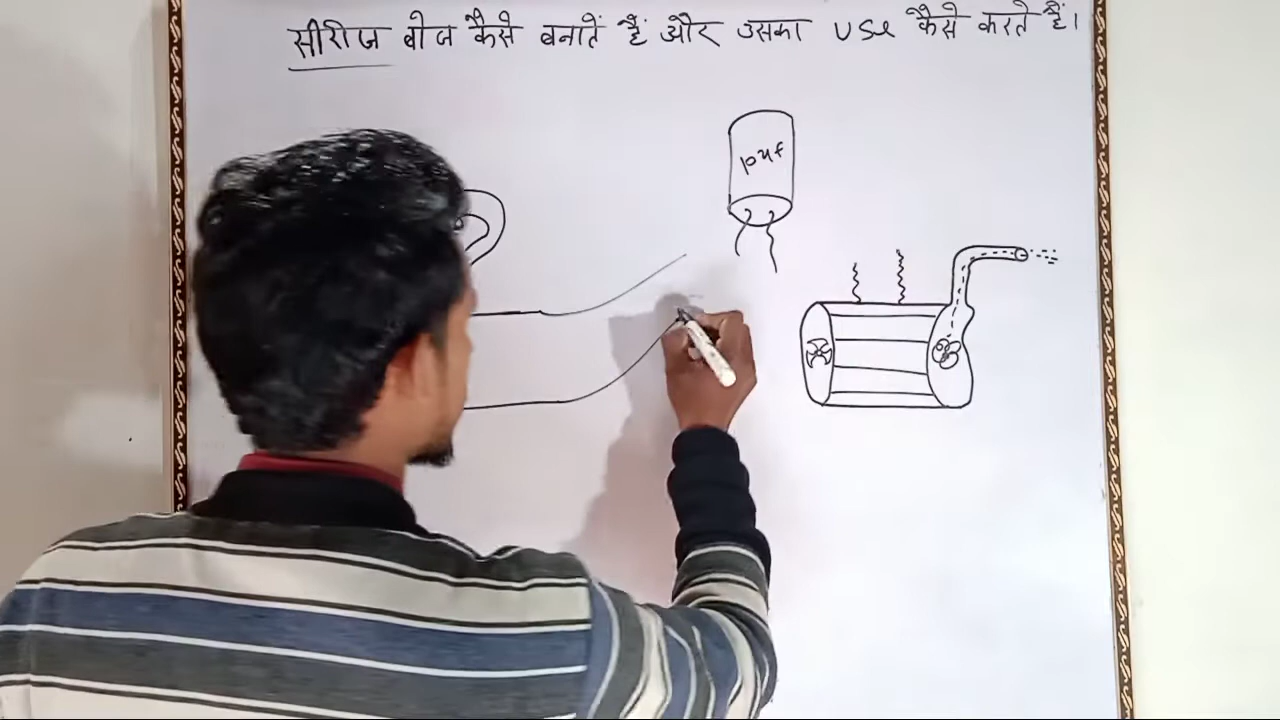 सीरीज बोज कैसे बनातें हैं और उसका use कैसे करते हैं।
10uf